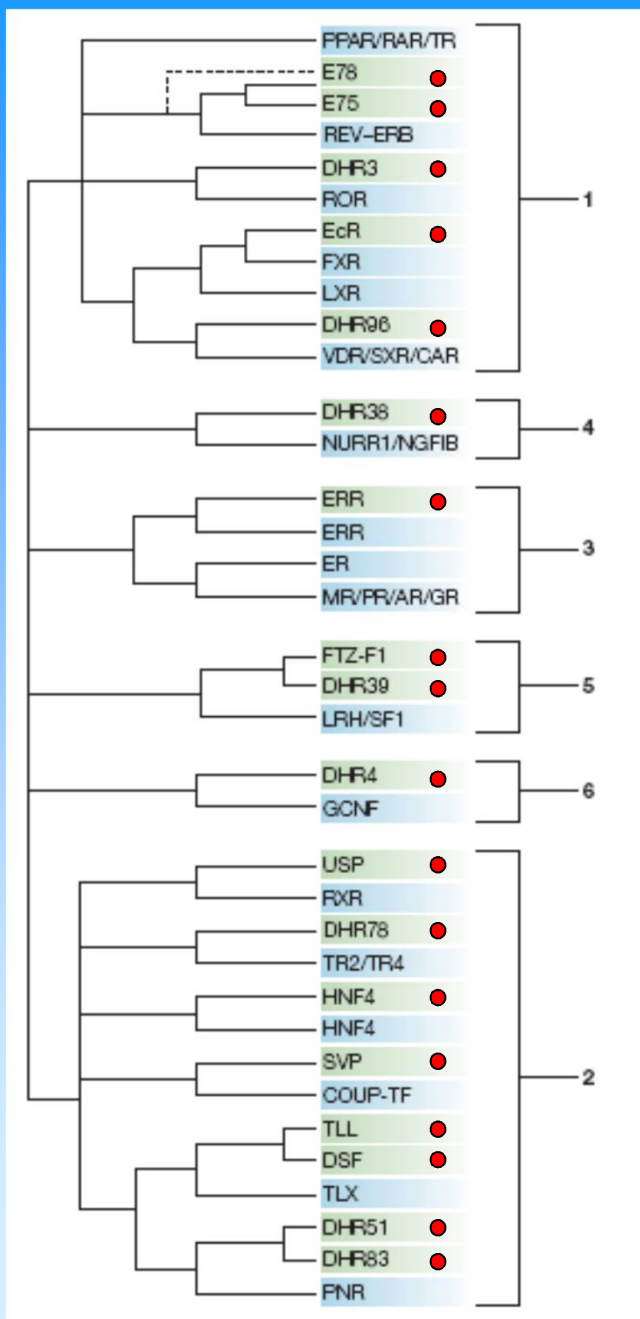 PPAR/RAR/TR
E78
E75
REV–ERB
DHR3
ROR
1
EcR
FXR
LXR
DHR96
VDR/SXR/CAR
DHR38
4
NURR1/NGFIB
ERR
ERR
3
ER
MR/PR/AR/GR
FTZ-F1
DHR39
5
LRH/SF1
DHR4
6
GCNF
USP
RXR
DHR78
TR2/TR4
HNF4
HNF4
SVP
2
COUP-TF
TLL
DSF
TLX
DHR51
DHR83
PNR